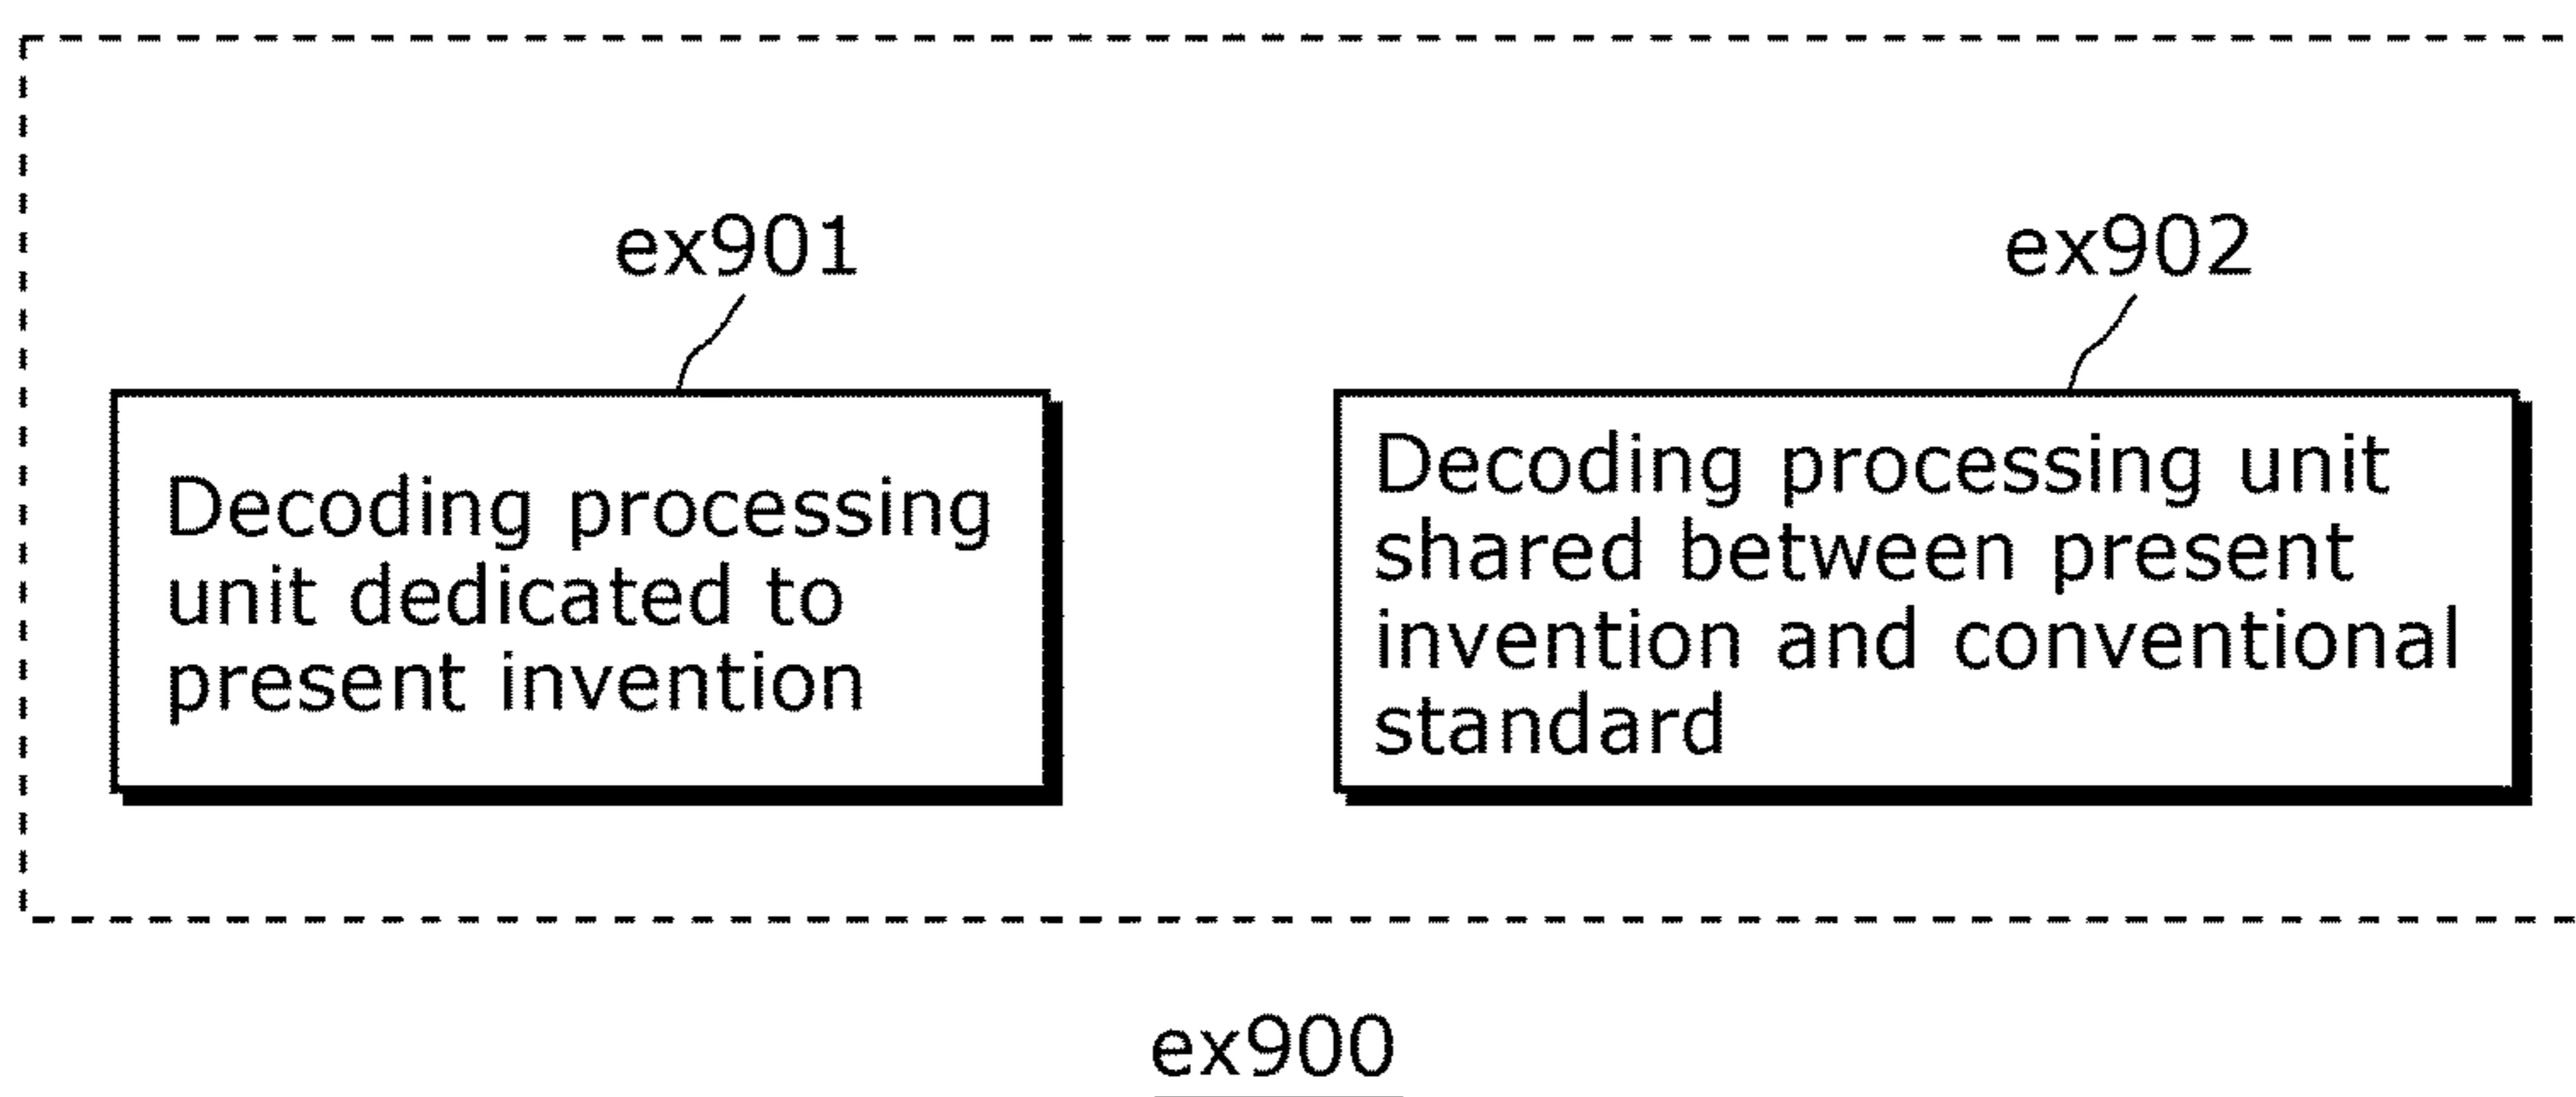 ex901
ex902
Decoding processing
unit dedicated to
present invention
Decoding processing unit
shared between present
invention and conventional
standard
ex900